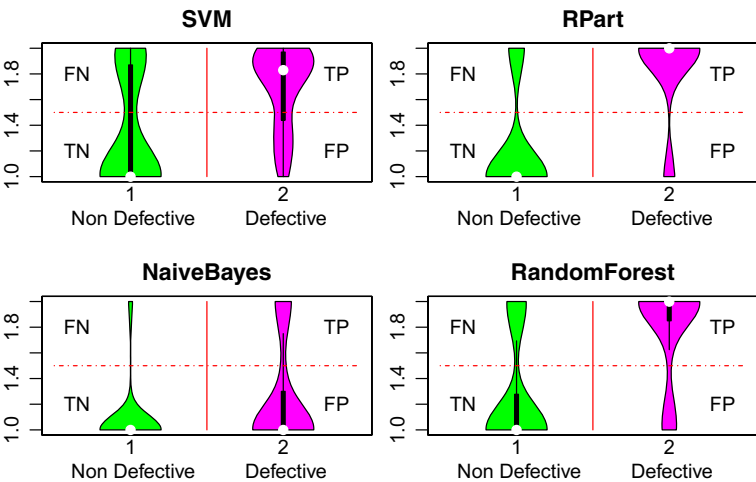 SVM
1.0 1.4 1.8
FN TP
TN FP
1 2
Non Defective Defective
RPart
1.0 1.4 1.8
FN TP
TN FP
1 2
Non Defective Defective
NaiveBayes
1.0 1.4 1.8
FN TP
TN FP
1 2
Non Defective Defective
RandomForest
1.0 1.4 1.8
FN TP
TN FP
1 2
Non Defective Defective